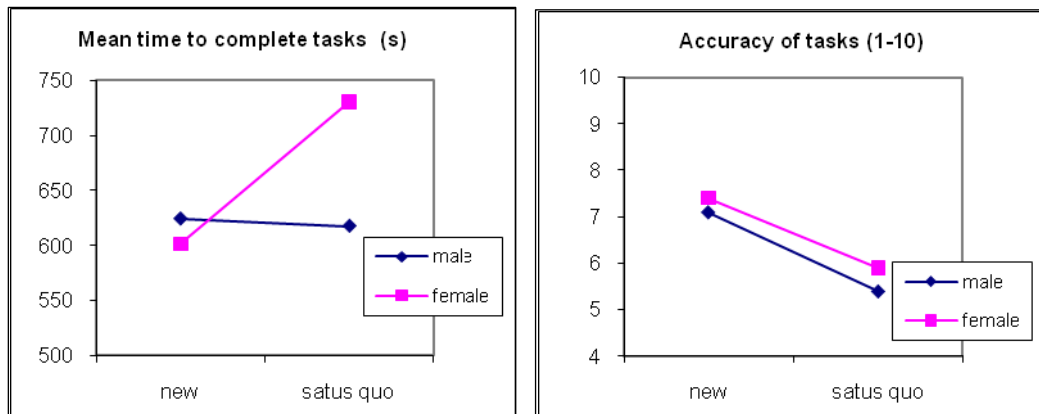 Mean time to complete tasks (s)
750
700
650
600
550
500
new
satus quo
male
female
Accuracy of tasks (1-10)
10
9
8
7
6
5
4
new
satus quo
male
female